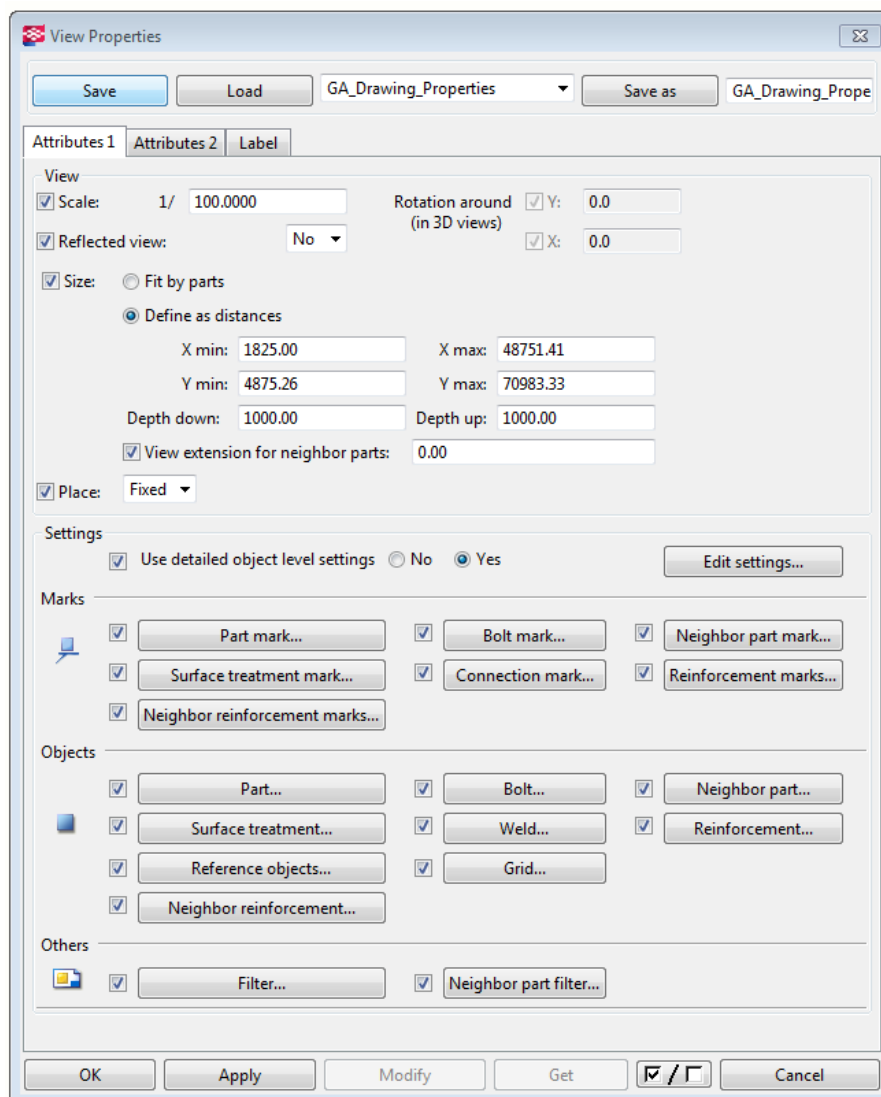 View Properties
Save Load GA_Drawing_Properties Save as GA_Drawing_Prope
Attributes 1 Attributes 2 Label
View
Scale: 1/ 100.0000 Rotation around Y: 0.0
(in 3D views)
Reflected view: No X: 0.0
Size: Fit by parts
Define as distances
X min: 1825.00 X max: 48751.41
Y min: 4875.26 Y max: 70983.33
Depth down: 1000.00 Depth up: 1000.00
View extension for neighbor parts: 0.00
Place: Fixed
Settings
Use detailed object level settings No Yes Edit settings...
Marks
Part mark... Bolt mark... Neighbor part mark...
Surface treatment mark... Connection mark... Reinforcement marks...
Neighbor reinforcement marks...
Objects
Part... Bolt... Neighbor part...
Surface treatment... Weld... Reinforcement...
Reference objects... Grid...
Neighbor reinforcement...
Others
Filter... Neighbor part filter...
OK Apply Modify Get / Cancel